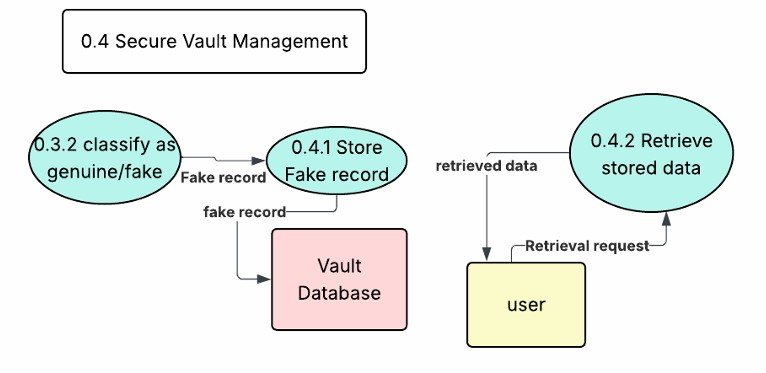 0.4 Secure Vault Management
0.3.2 classify as
genuine/fake
Fake record
0.4.1 Store
Fake record
fake record
Vault
Database
0.4.2 Retrieve
stored data
retrieved data
Retrieval request
user